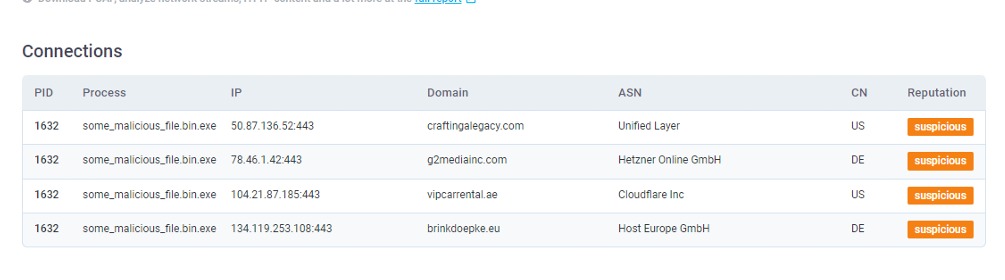 Download PCAP, analyze network streams, HTTP content and a lot more at the full report
Connections
PID Process IP Domain ASN CN Reputation
1632 some_malicious_file.bin.exe 50.87.136.52:443 craftingalegacy.com Unified Layer US suspicious
1632 some_malicious_file.bin.exe 78.46.1.42:443 g2mediainc.com Hetzner Online GmbH DE suspicious
1632 some_malicious_file.bin.exe 104.21.87.185:443 vipcarrental.ae Cloudflare Inc US suspicious
1632 some_malicious_file.bin.exe 134.119.253.108:443 brinkdoepke.eu Host Europe GmbH DE suspicious